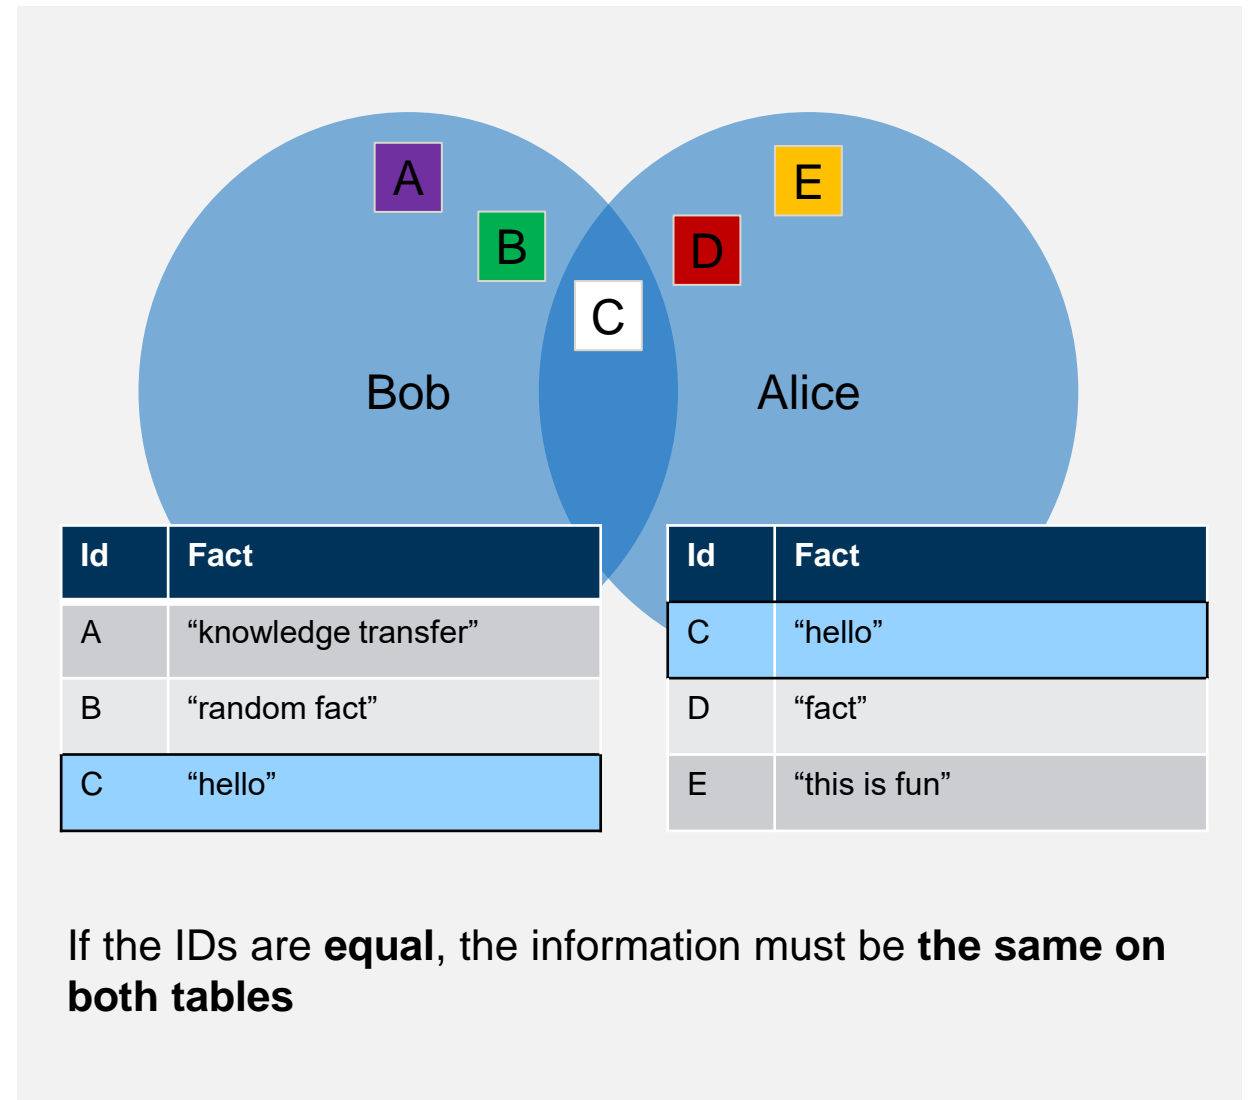 A
E
B
D
C
Bob
Alice
Id Fact
A “knowledge transfer”
B “random fact”
C “hello”
Id Fact
C “hello”
D “fact”
E “this is fun”
If the IDs are equal, the information must be the same on
both tables